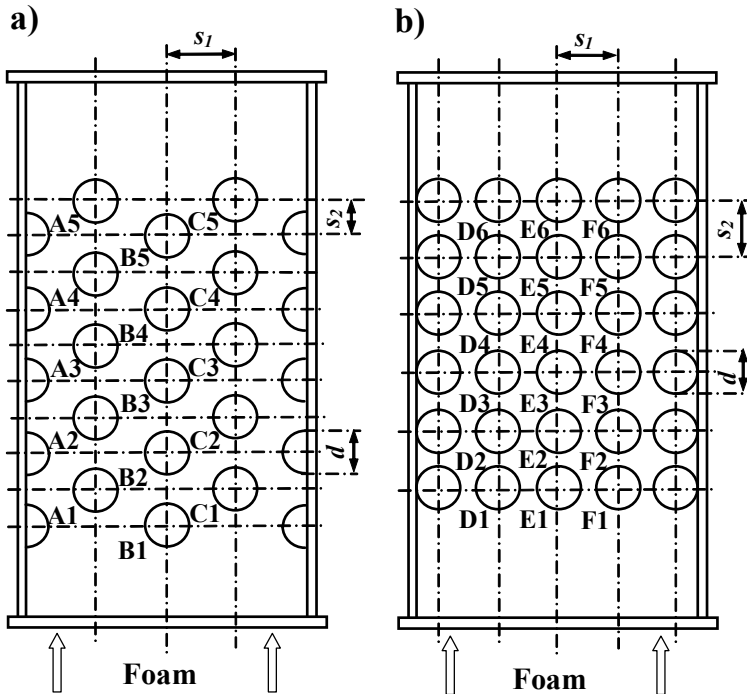 a)
s1
A5
C5
s2
B5
A4
C4
B4
A3
C3
B3
A2
C2
d
B2
A1
C1
B1
Foam
b)
s1
D6 E6 F6
s2
D5 E5 F5
D4 E4 F4
d
D3 E3 F3
D2 E2 F2
D1 E1 F1
Foam